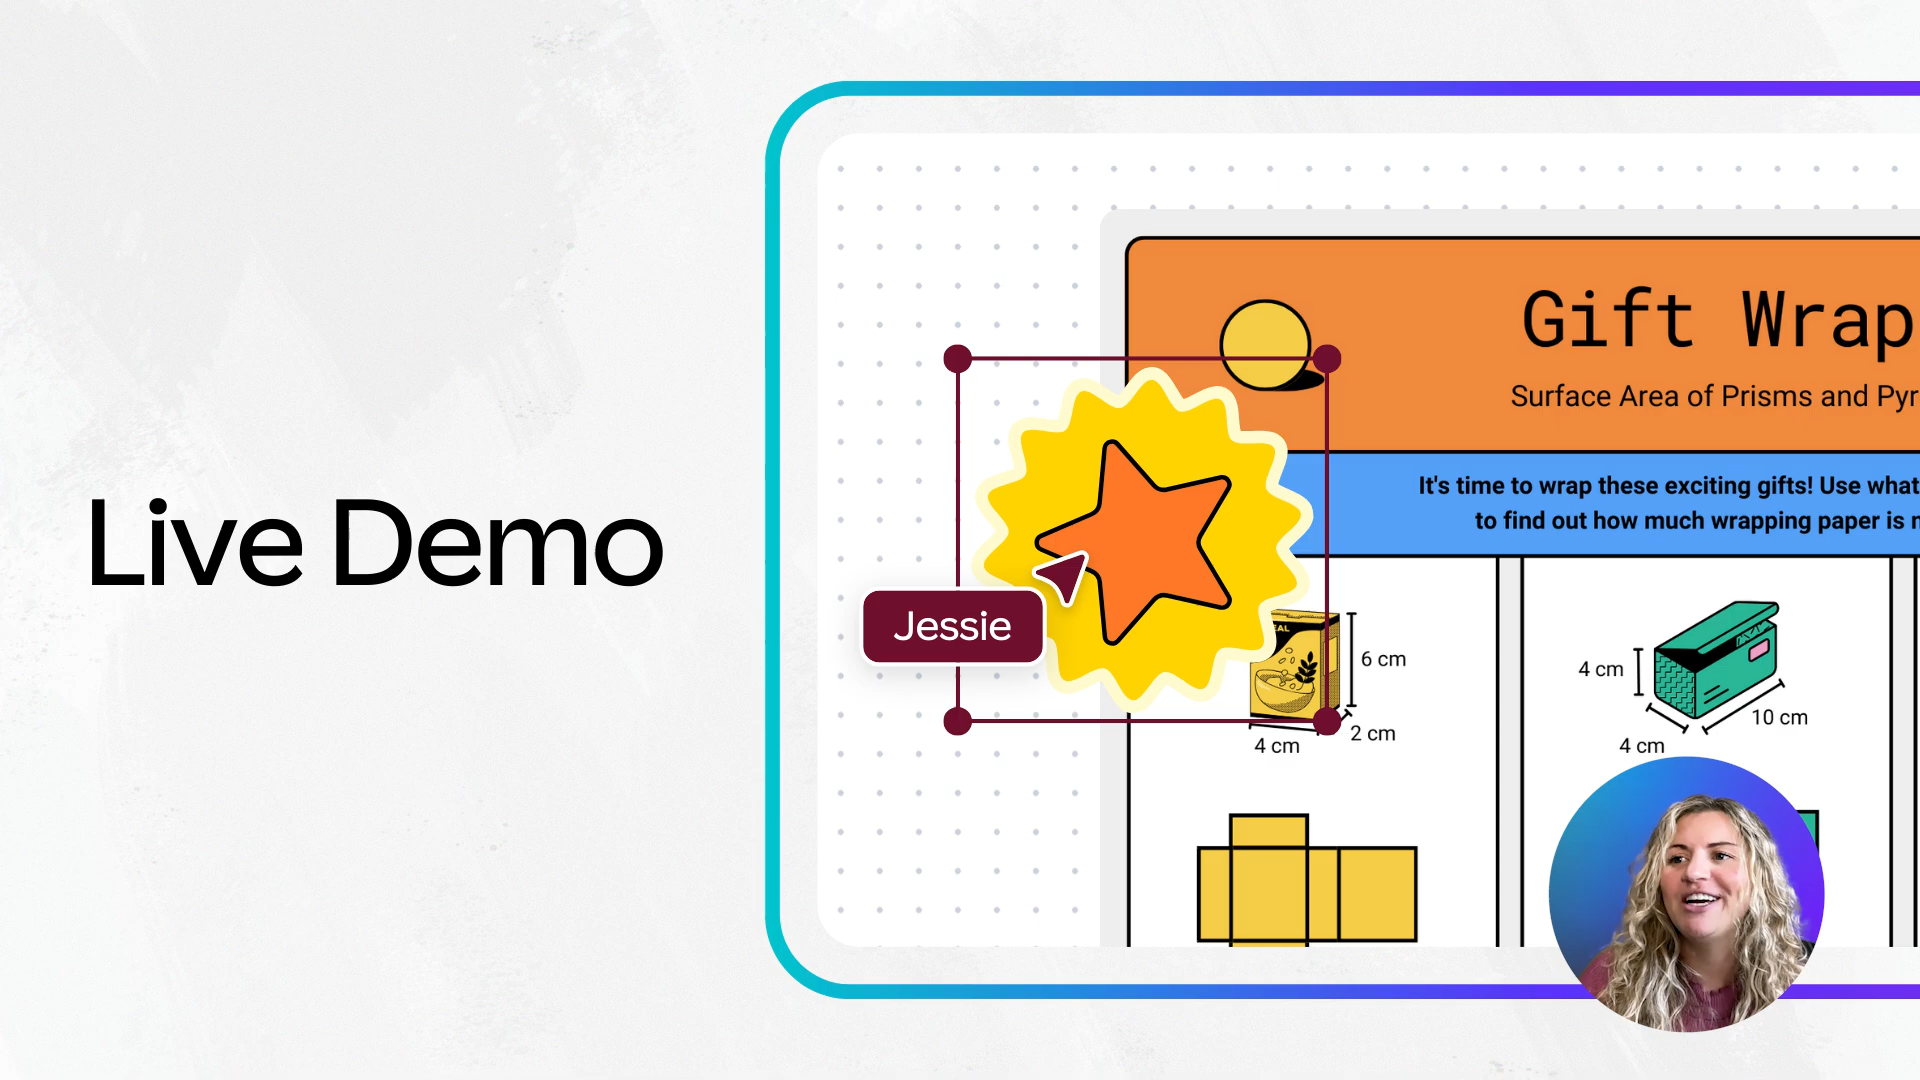 Live Demo
Gift Wrap
Surface Area of Prisms and Pyr
It's time to wrap these exciting gifts! Use what
to find out how much wrapping paper is
Jessie
EAL
6 cm
2 cm
4 cm
4 cm
10 cm
4 cm